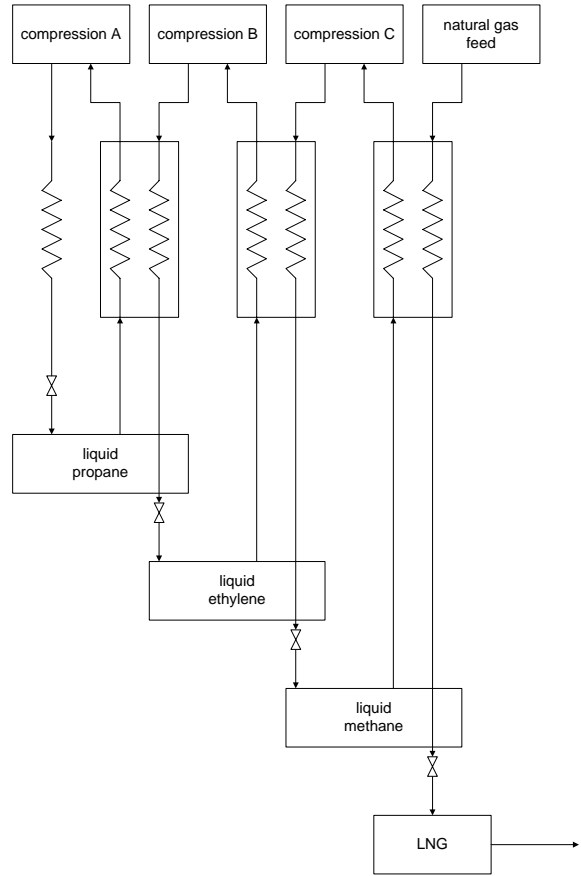 compression A
compression B
compression C
natural gas
feed
liquid
propane
liquid
ethylene
liquid
methane
LNG